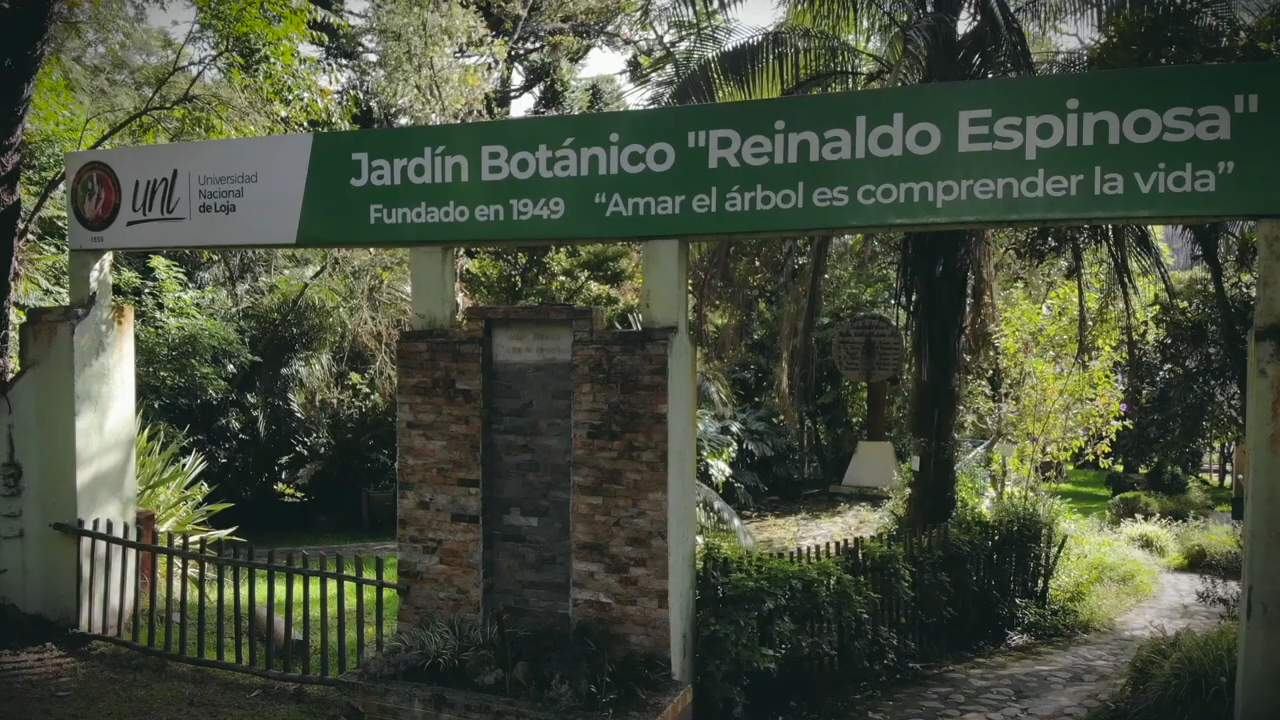 unl
Universidad
Nacional
de Loja
1859
Jardín Botánico "Reinaldo Espinosa"
Fundado en 1949 “Amar el árbol es comprender la vida”